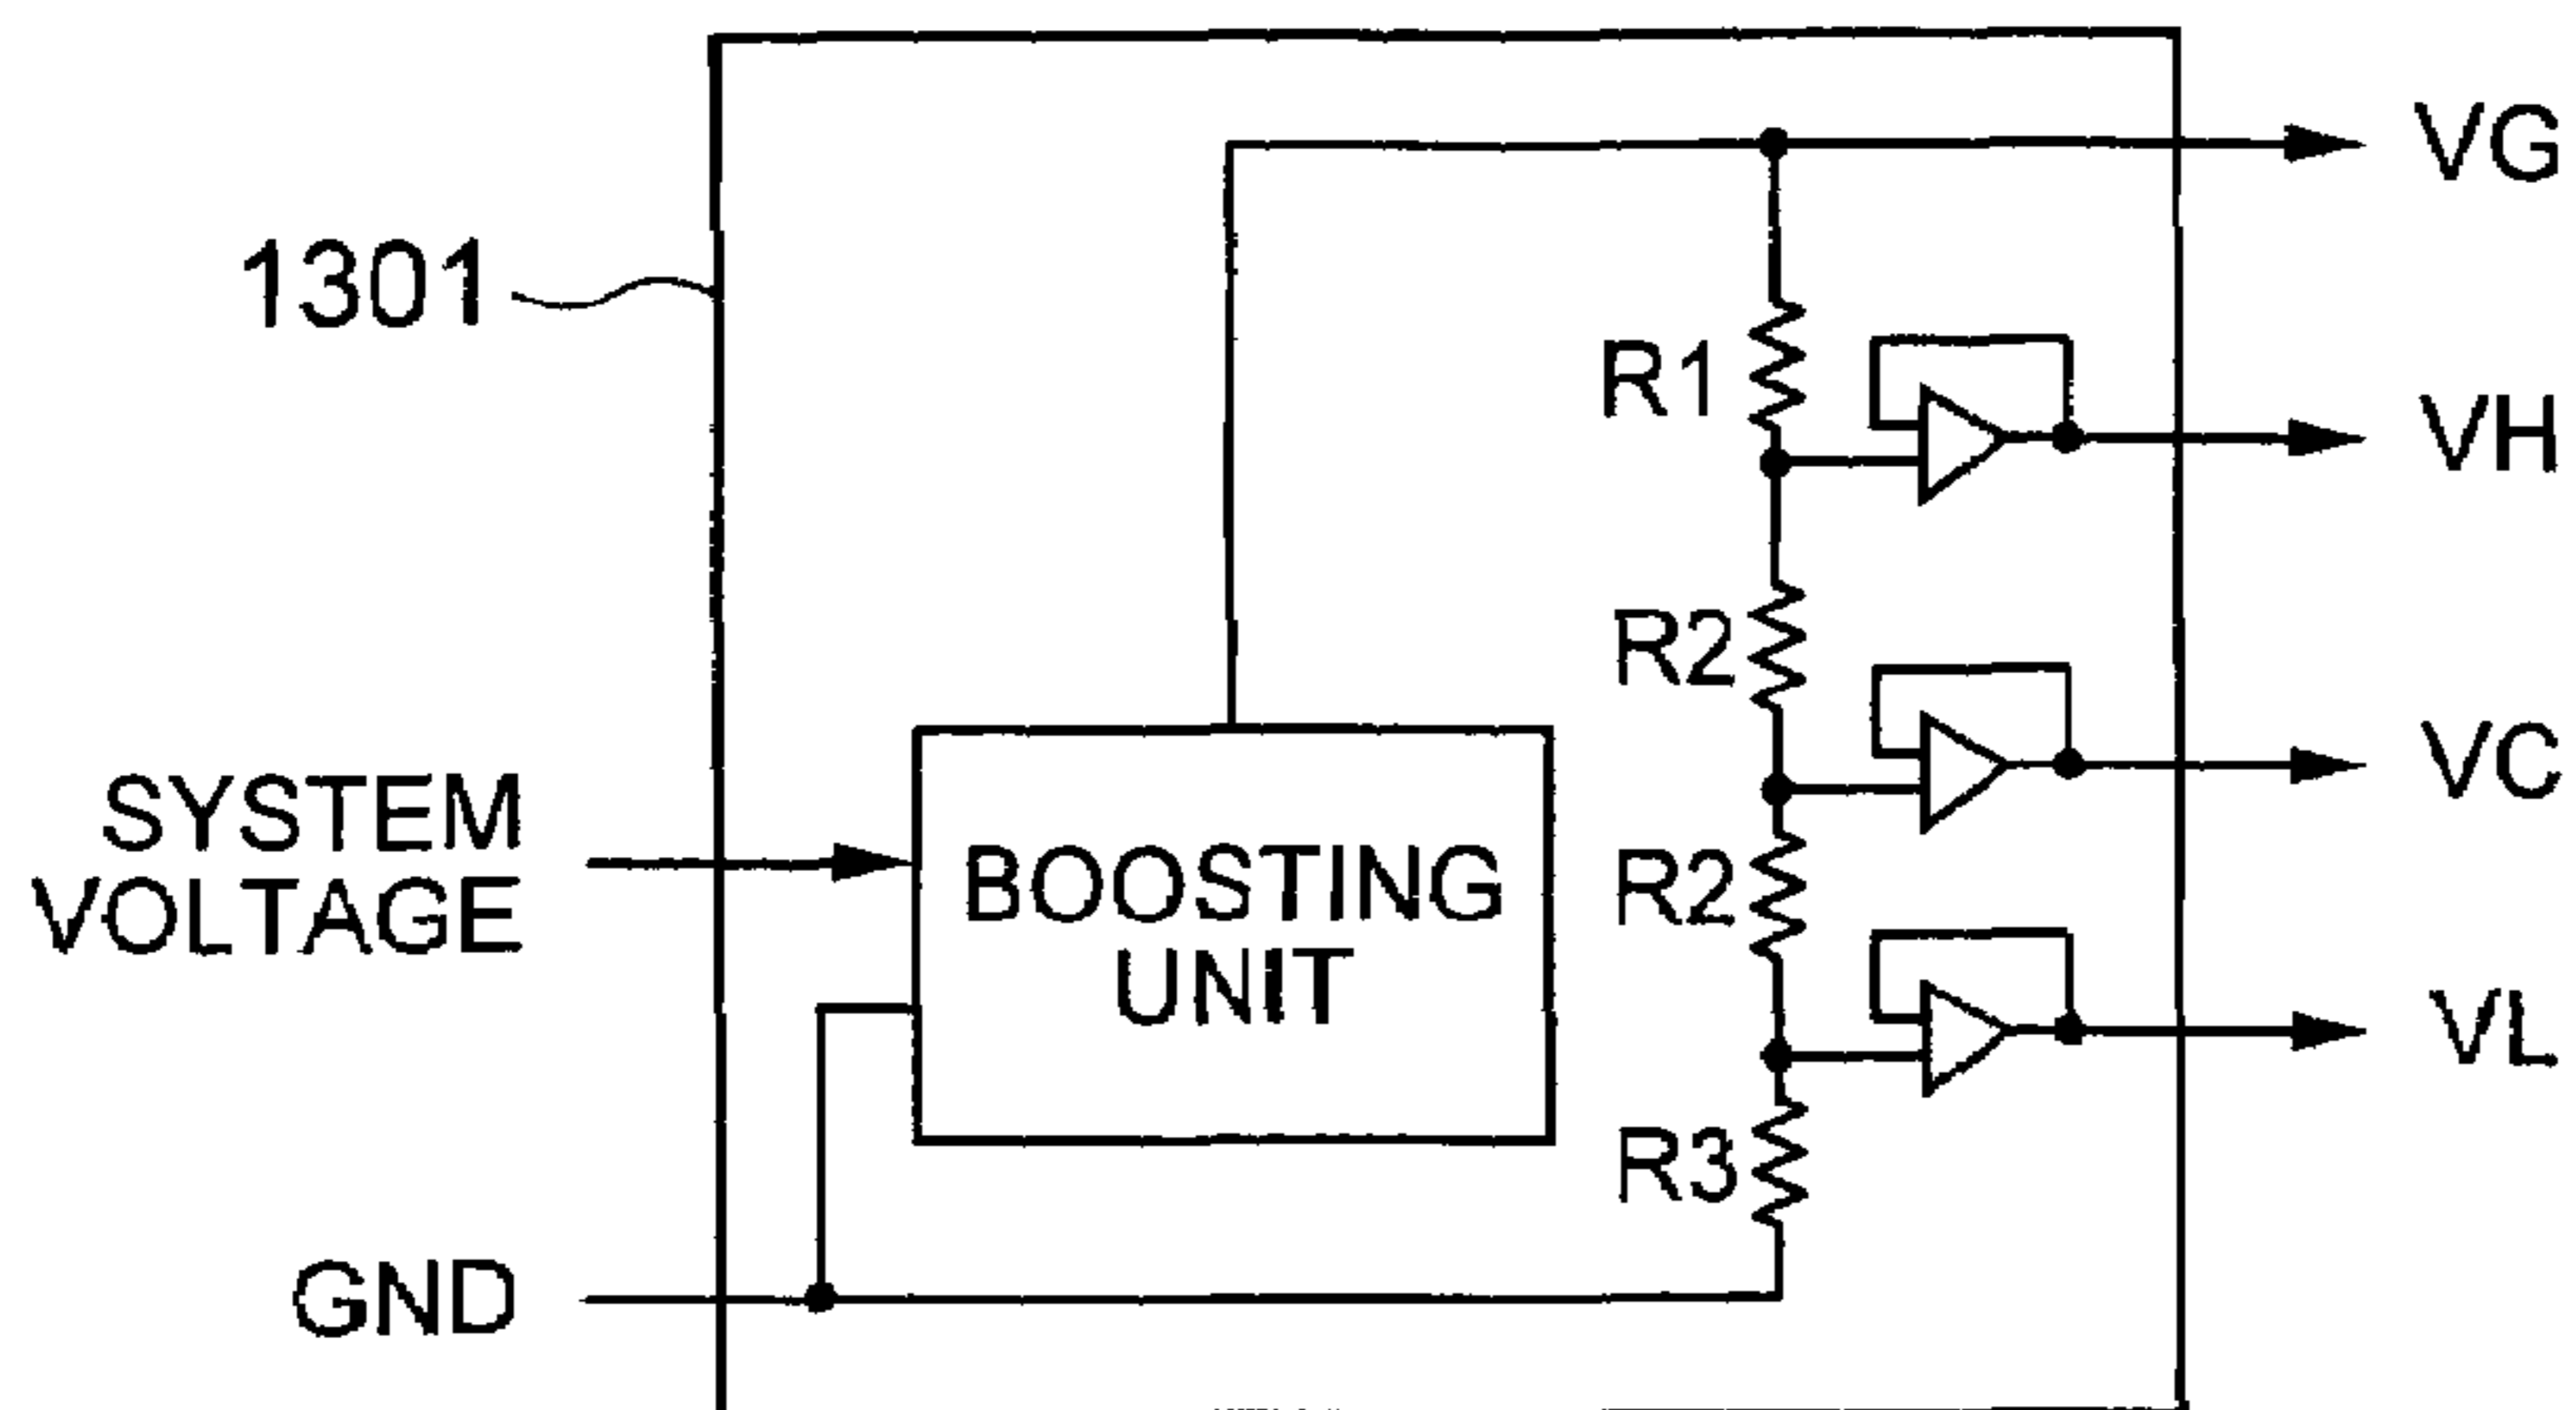 VG
1301
R1
VH
R2
SYSTEM
VOLTAGE
BOOSTING
UNIT
VC
R2
VL
R3
GND